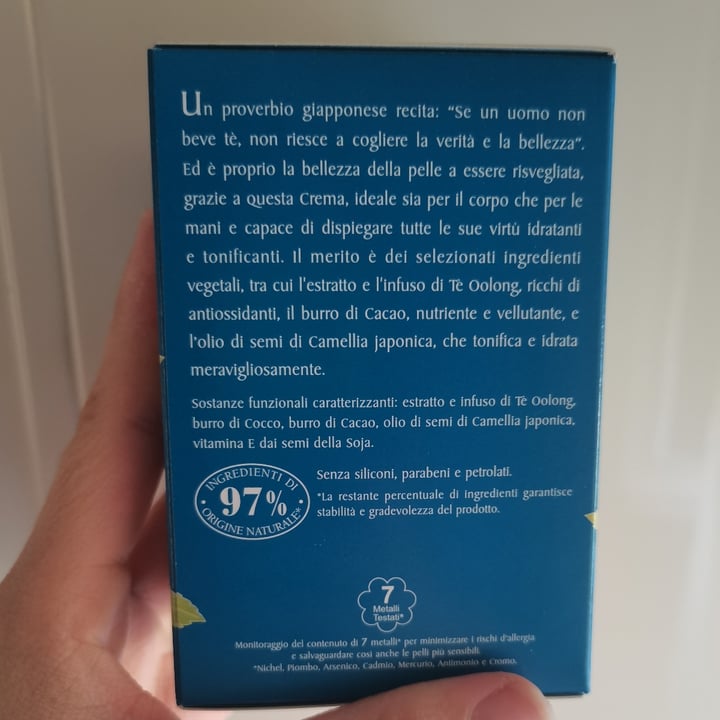 Un proverbio giapponese recita: “Se un uomo non
beve tè, non riesce a cogliere la verità e la bellezza”.
Ed è proprio la bellezza della pelle a essere risvegliata,
grazie a questa Crema, ideale sia per il corpo che per le
mani e capace di dispiegare tutte le sue virtù idratanti
e tonificanti. Il merito è dei selezionati ingredienti
vegetali, tra cui l'estratto e l'infuso di Tè Oolong, ricchi di
antiossidanti, il burro di Cacao, nutriente e vellutante, e
l'olio di semi di Camellia japonica, che tonifica e idrata
meravigliosamente.
Sostanze funzionali caratterizzanti: estratto e infuso di Tè Oolong,
burro di Cocco, burro di Cacao, olio di semi di Camellia japonica,
vitamina E dai semi della Soja.
INGREDIENTI DI
97%
ORIGINE NATURALE*
Senza siliconi, parabeni e petrolati.
*La restante percentuale di ingredienti garantisce
stabilità e gradevolezza del prodotto.
7
Metalli
Testati*
Monitoraggio del contenuto di 7 metalli* per minimizzare i rischi d'allergia
e salvaguardare così anche le pelli più sensibili.
*Nichel, Piombo, Arsenico, Cadmio, Mercurio, Antimonio e Cromo.